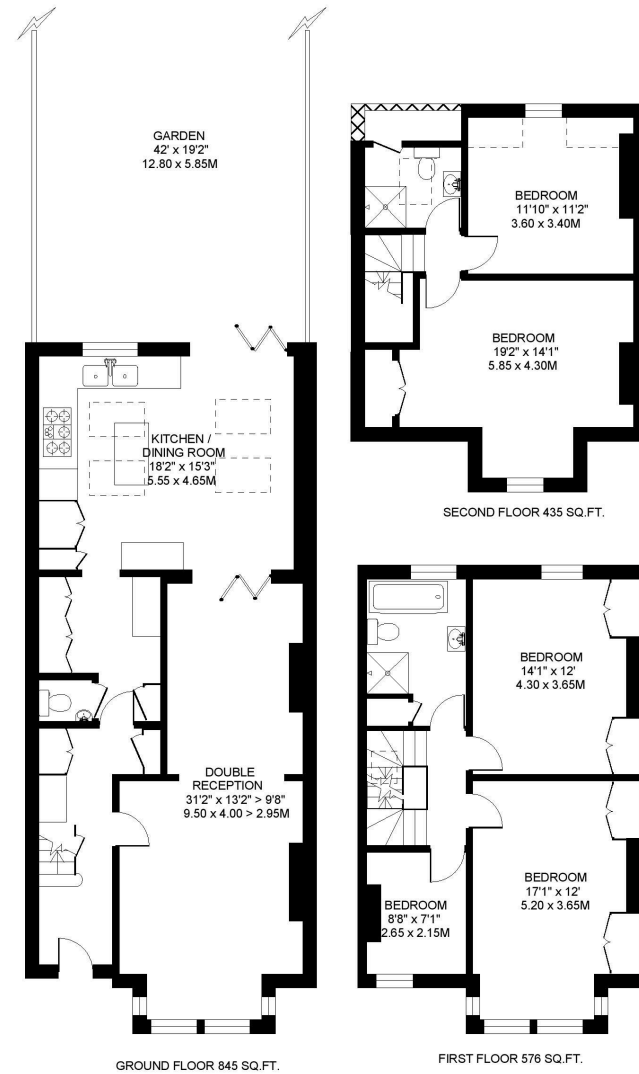 GARDEN
42' x 19'2"
12.80 x 5.85M
KITCHEN /
DINING ROOM
18'2" x 15'3"
5.55 x 4.65M
DOUBLE
RECEPTION
31'2" x 13'2" > 9'8"
9.50 x 4.00 > 2.95M
GROUND FLOOR 845 SQ.FT.
BEDROOM
11'10" x 11'2"
3.60 x 3.40M
BEDROOM
19'2" x 14'1"
5.85 x 4.30M
SECOND FLOOR 435 SQ.FT.
BEDROOM
14'1" x 12'
4.30 x 3.65M
BEDROOM
17'1" x 12'
5.20 x 3.65M
BEDROOM
8'8" x 7'1"
2.65 x 2.15M
FIRST FLOOR 576 SQ.FT.